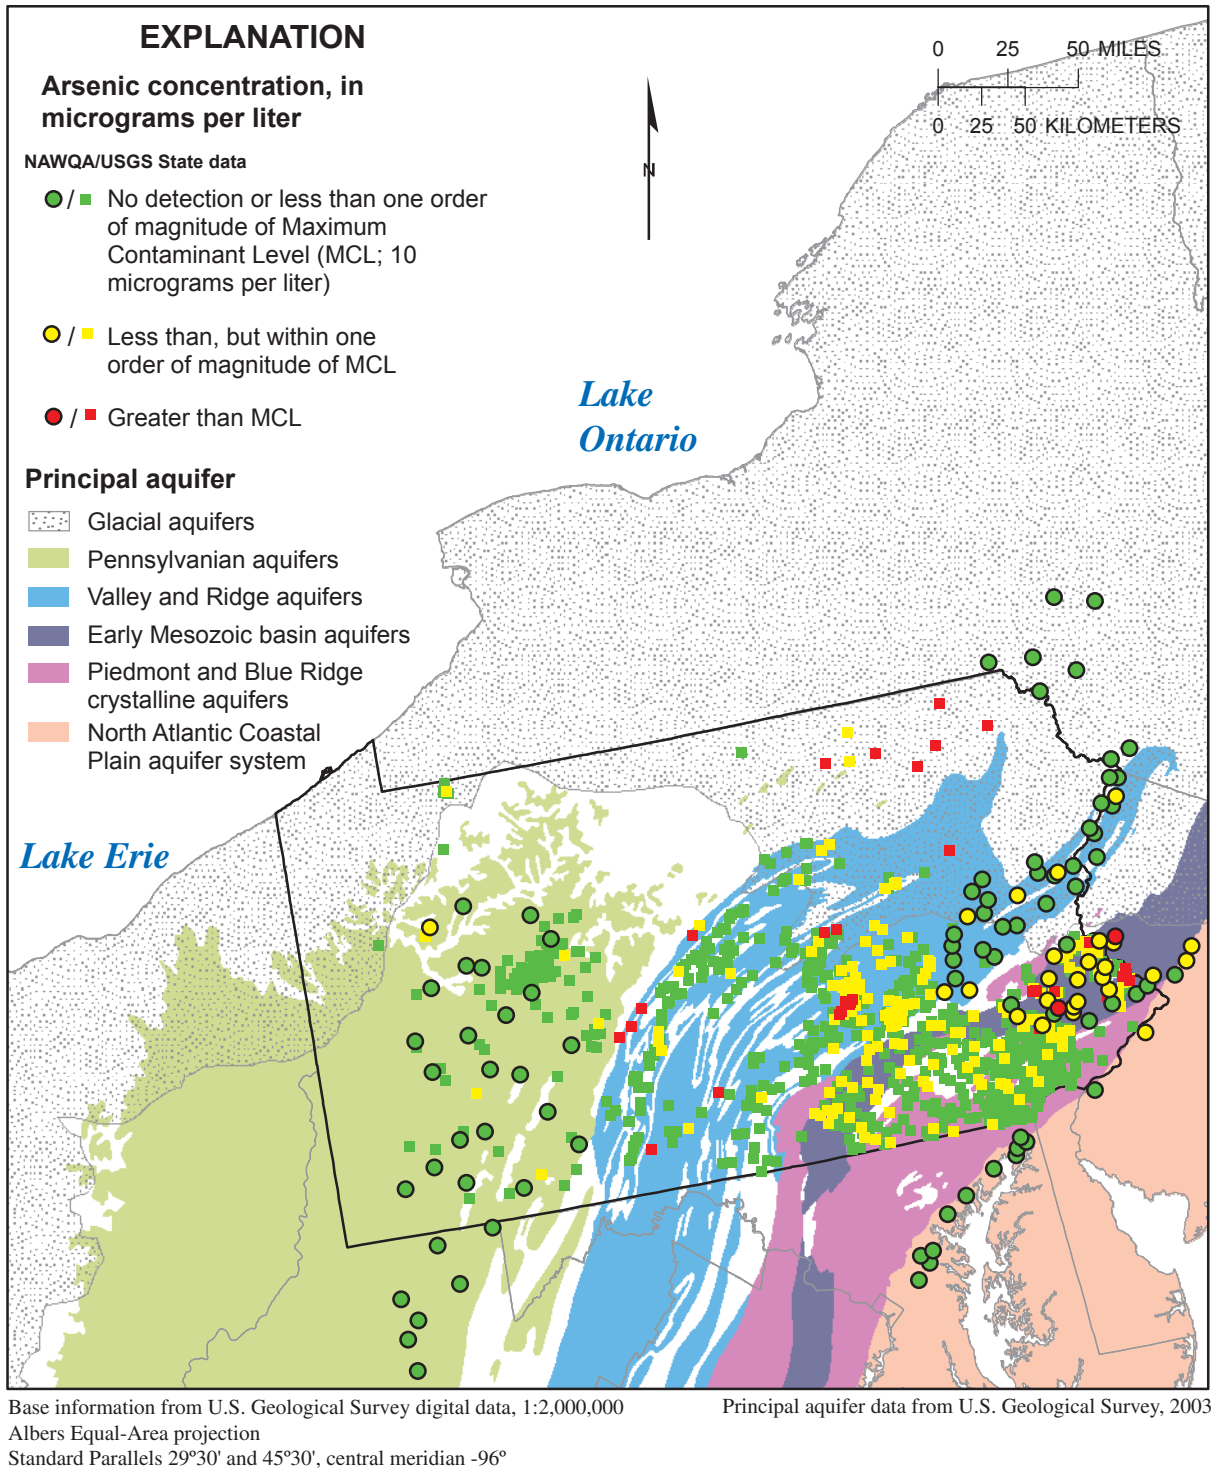 EXPLANATION
Arsenic concentration, in
micrograms per liter
NAWQA/USGS State data
/ No detection or less than one order
of magnitude of Maximum
Contaminant Level (MCL; 10
micrograms per liter)
/ Less than, but within one
order of magnitude of MCL
/ Greater than MCL
Principal aquifer
Glacial aquifers
Pennsylvanian aquifers
Valley and Ridge aquifers
Early Mesozoic basin aquifers
Piedmont and Blue Ridge
crystalline aquifers
North Atlantic Coastal
Plain aquifer system
0 25 50 MILES
0 25 50 KILOMETERS
N
Lake
Ontario
Lake Erie
Base information from U.S. Geological Survey digital data, 1:2,000,000
Albers Equal-Area projection
Standard Parallels 29º30' and 45º30', central meridian -96º
Principal aquifer data from U.S. Geological Survey, 2003